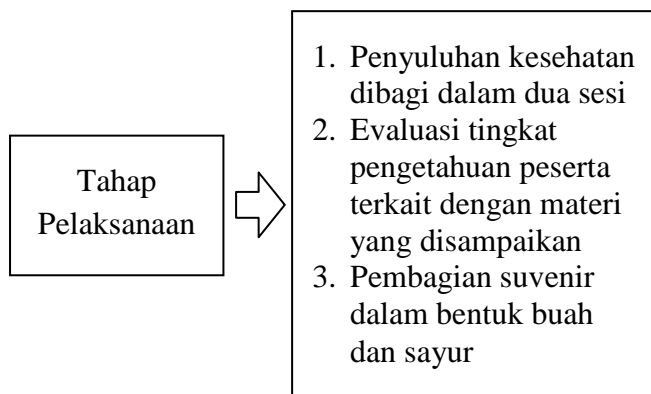 Tahap
Pelaksanaan
1. Penyuluhan kesehatan
dibagi dalam dua sesi
2. Evaluasi tingkat
pengetahuan peserta
terkait dengan materi
yang disampaikan
3. Pembagian suvenir
dalam bentuk buah
dan sayur